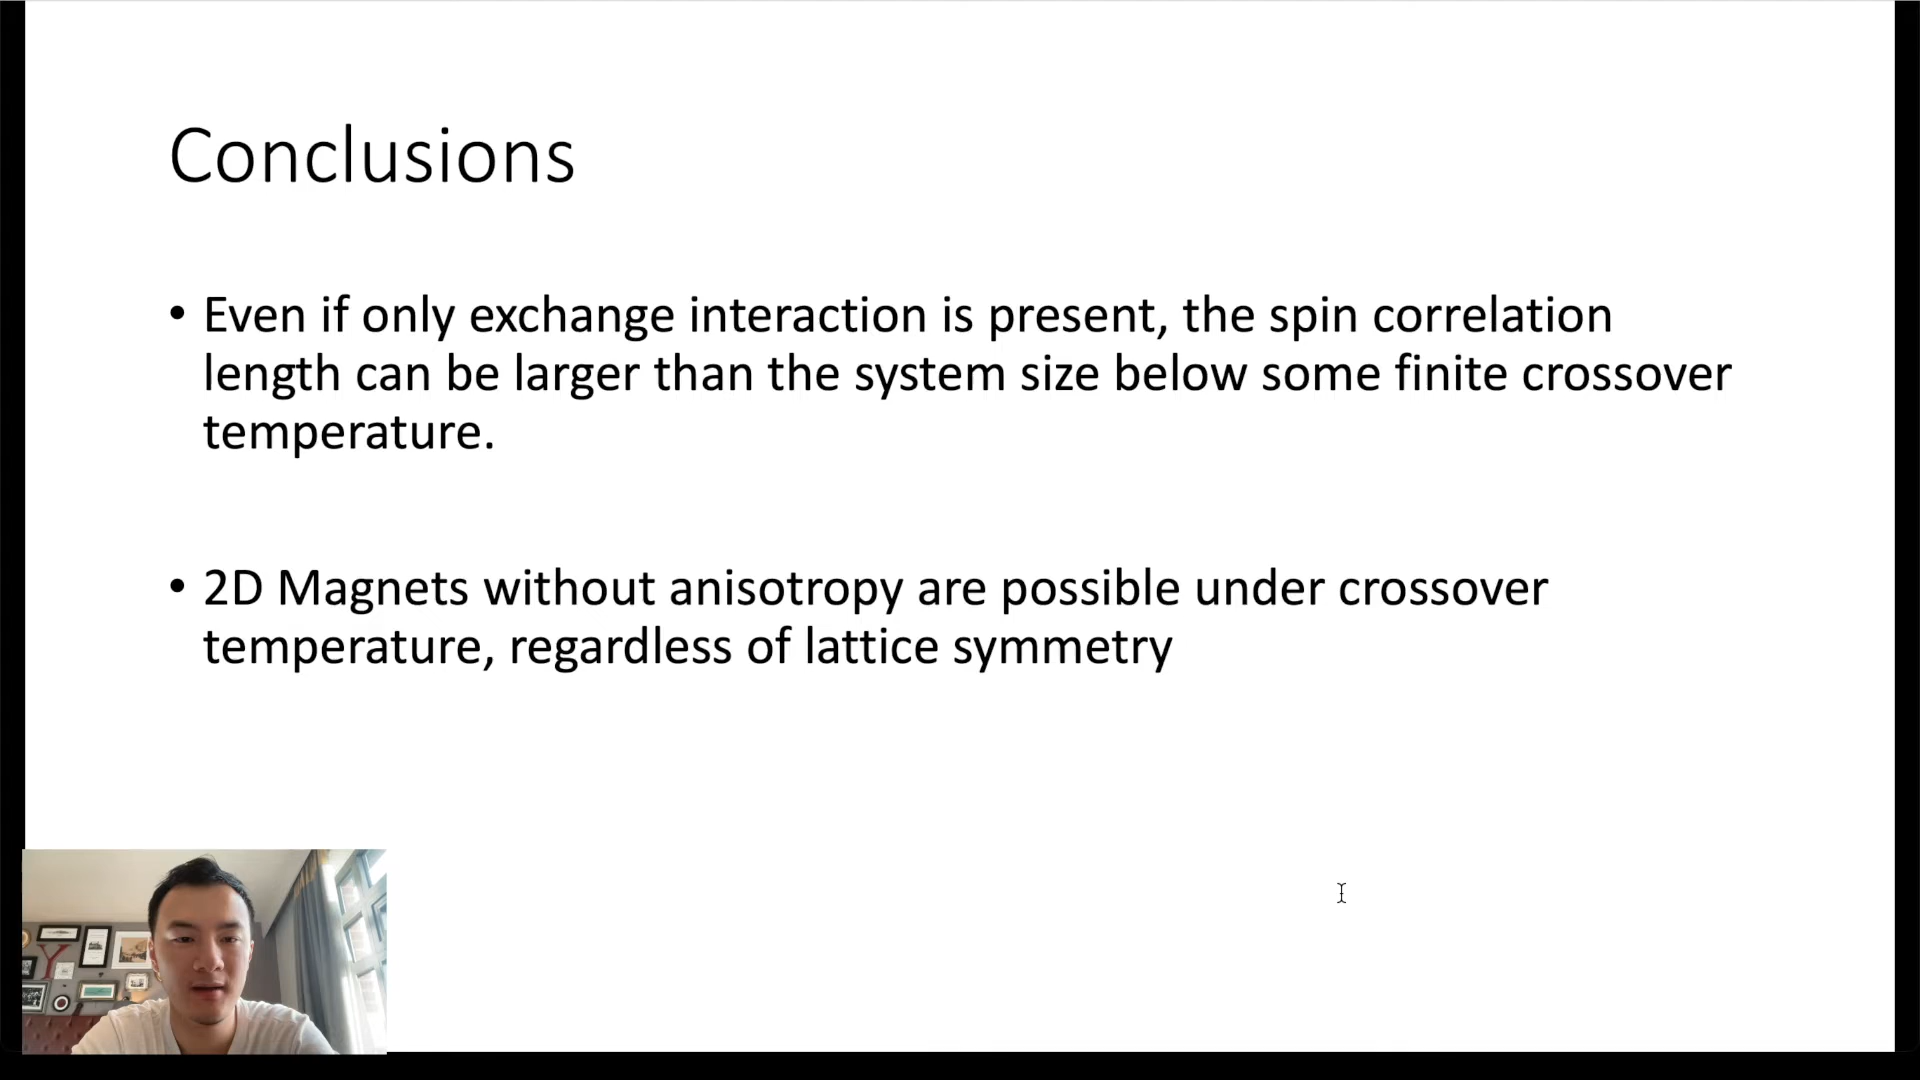 Conclusions
• Even if only exchange interaction is present, the spin correlation
length can be larger than the system size below some finite crossover
temperature.
• 2D Magnets without anisotropy are possible under crossover
temperature, regardless of lattice symmetry
Y